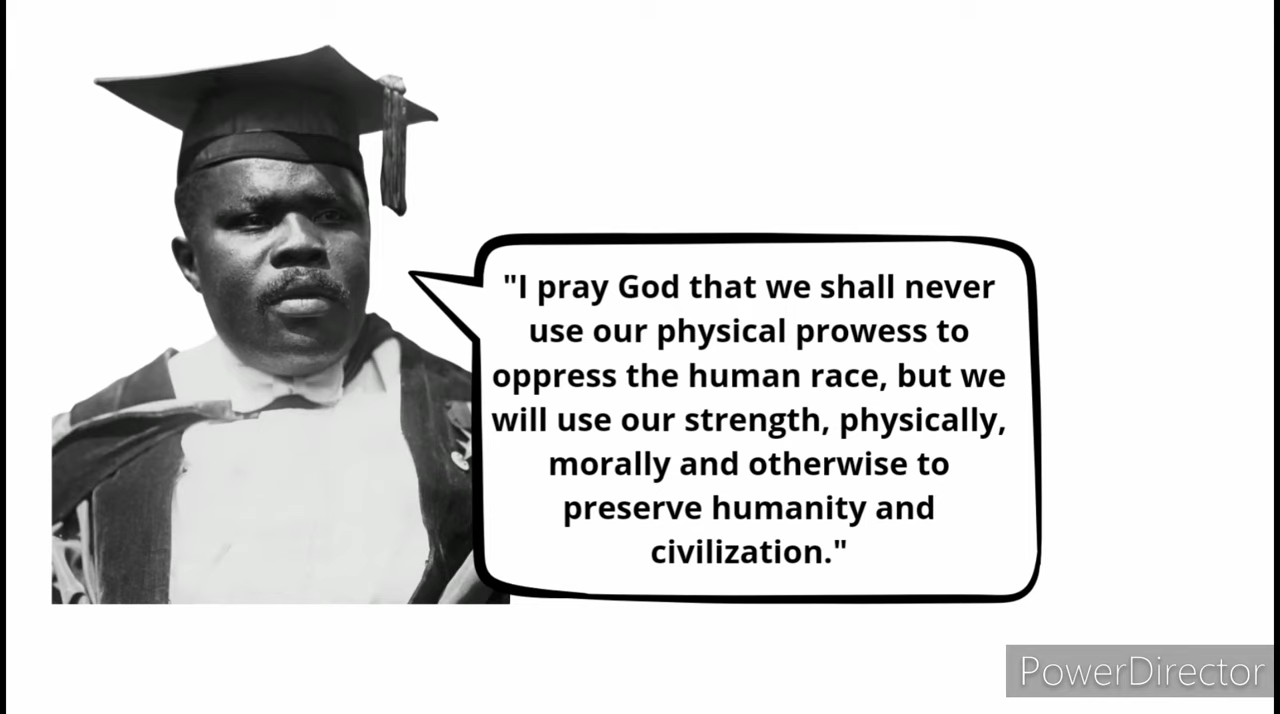 "I pray God that we shall never
use our physical prowess to
oppress the human race, but we
will use our strength, physically,
morally and otherwise to
preserve humanity and
civilization."
PowerDirector